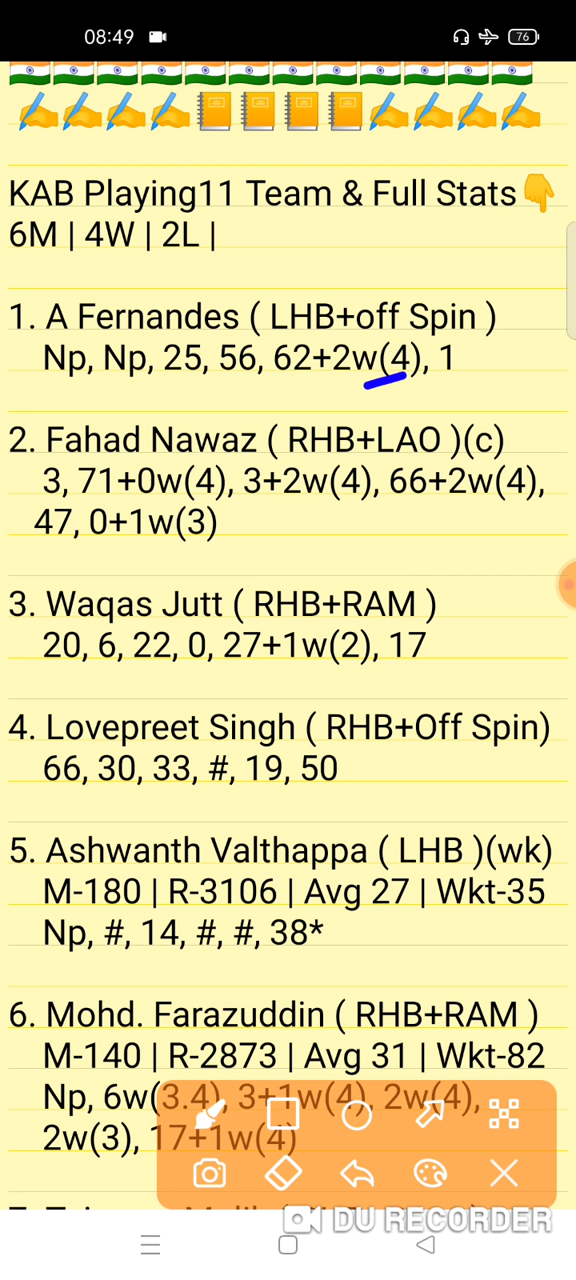 08:49
76
KAB Playing11 Team & Full Stats👇
6M | 4W | 2L |
1. A Fernandes ( LHB+off Spin )
Np, Np, 25, 56, 62+2w(4), 1
2. Fahad Nawaz ( RHB+LAO )(c)
3, 71+0w(4), 3+2w(4), 66+2w(4),
47, 0+1w(3)
3. Waqas Jutt ( RHB+RAM )
20, 6, 22, 0, 27+1w(2), 17
4. Lovepreet Singh ( RHB+Off Spin)
66, 30, 33, #, 19, 50
5. Ashwanth Valthappa ( LHB )(wk)
M-180 | R-3106 | Avg 27 | Wkt-35
Np, #, 14, #, #, 38*
6. Mohd. Farazuddin ( RHB+RAM )
M-140 | R-2873 | Avg 31 | Wkt-82
Np, 6w(3.4), 3+1w(4), 2w(4),
2w(3), 17+1w(4)
DU RECORDER